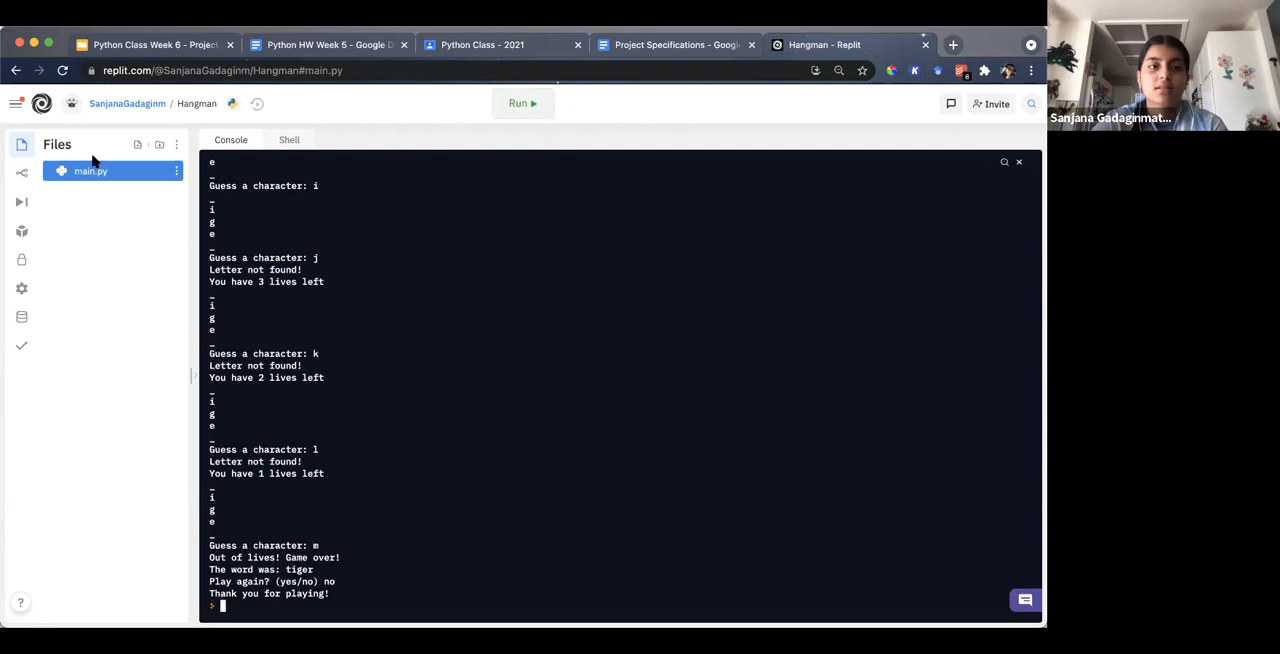 Python Class Week 6 - Project
Python HW Week 5 - Google D
Python Class - 2021
Project Specifications - Google
Hangman - Replit
replit.com/@SanjanaGadaginm/Hangman#main.py
6
SanjanaGadaginm / Hangman
Run
Invite
Sanjana Gadaginmat...
Files
main.py
Console
Shell
e
_
Guess a character: i
_
i
g
e
_
Guess a character: j
Letter not found!
You have 3 lives left
_
i
g
e
_
Guess a character: k
Letter not found!
You have 2 lives left
_
i
g
e
_
Guess a character: l
Letter not found!
You have 1 lives left
_
i
g
e
_
Guess a character: m
Out of lives! Game over!
The word was: tiger
Play again? (yes/no) no
Thank you for playing!
>
?